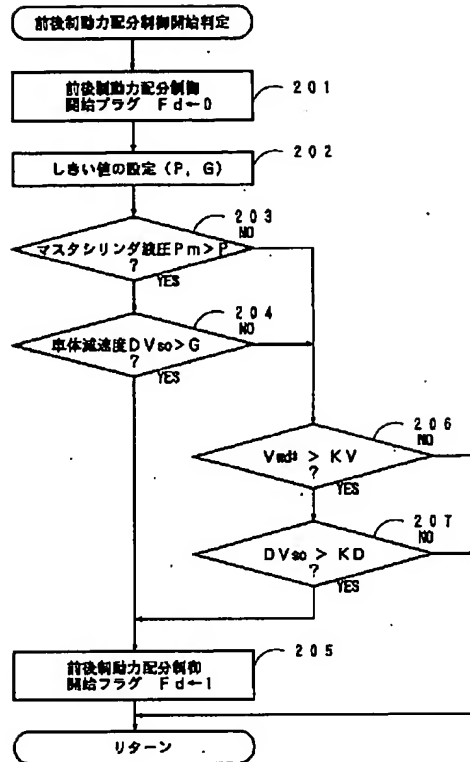 前後制動力配分制御開始判定
201
前後制動力配分制御
開始フラグ Fd←0
202
しきい値の設定(P, G)
203
マスタシリンダ液圧Pm>P
?
NO
YES
204
車体減速度DVso>G
?
NO
YES
206
> KV
?
NO
YES
207
DVso > KD
?
NO
YES
205
前後制動力配分制御
開始フラグ Fd←1
リターン